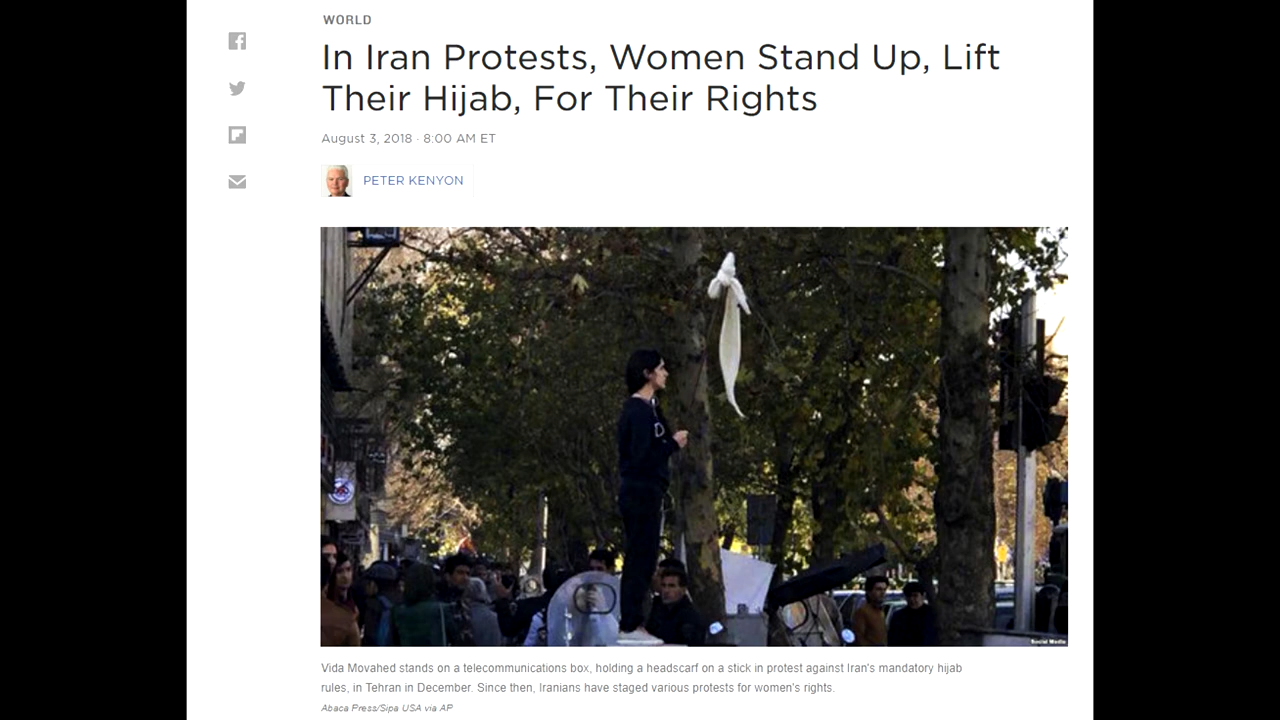 WORLD
In Iran Protests, Women Stand Up, Lift
Their Hijab, For Their Rights
August 3, 2018 · 8:00 AM ET
PETER KENYON
Social Media
Vida Movahed stands on a telecommunications box, holding a headscarf on a stick in protest against Iran's mandatory hijab
rules, in Tehran in December. Since then, Iranians have staged various protests for women's rights.
Abaca Press/Sipa USA via AP